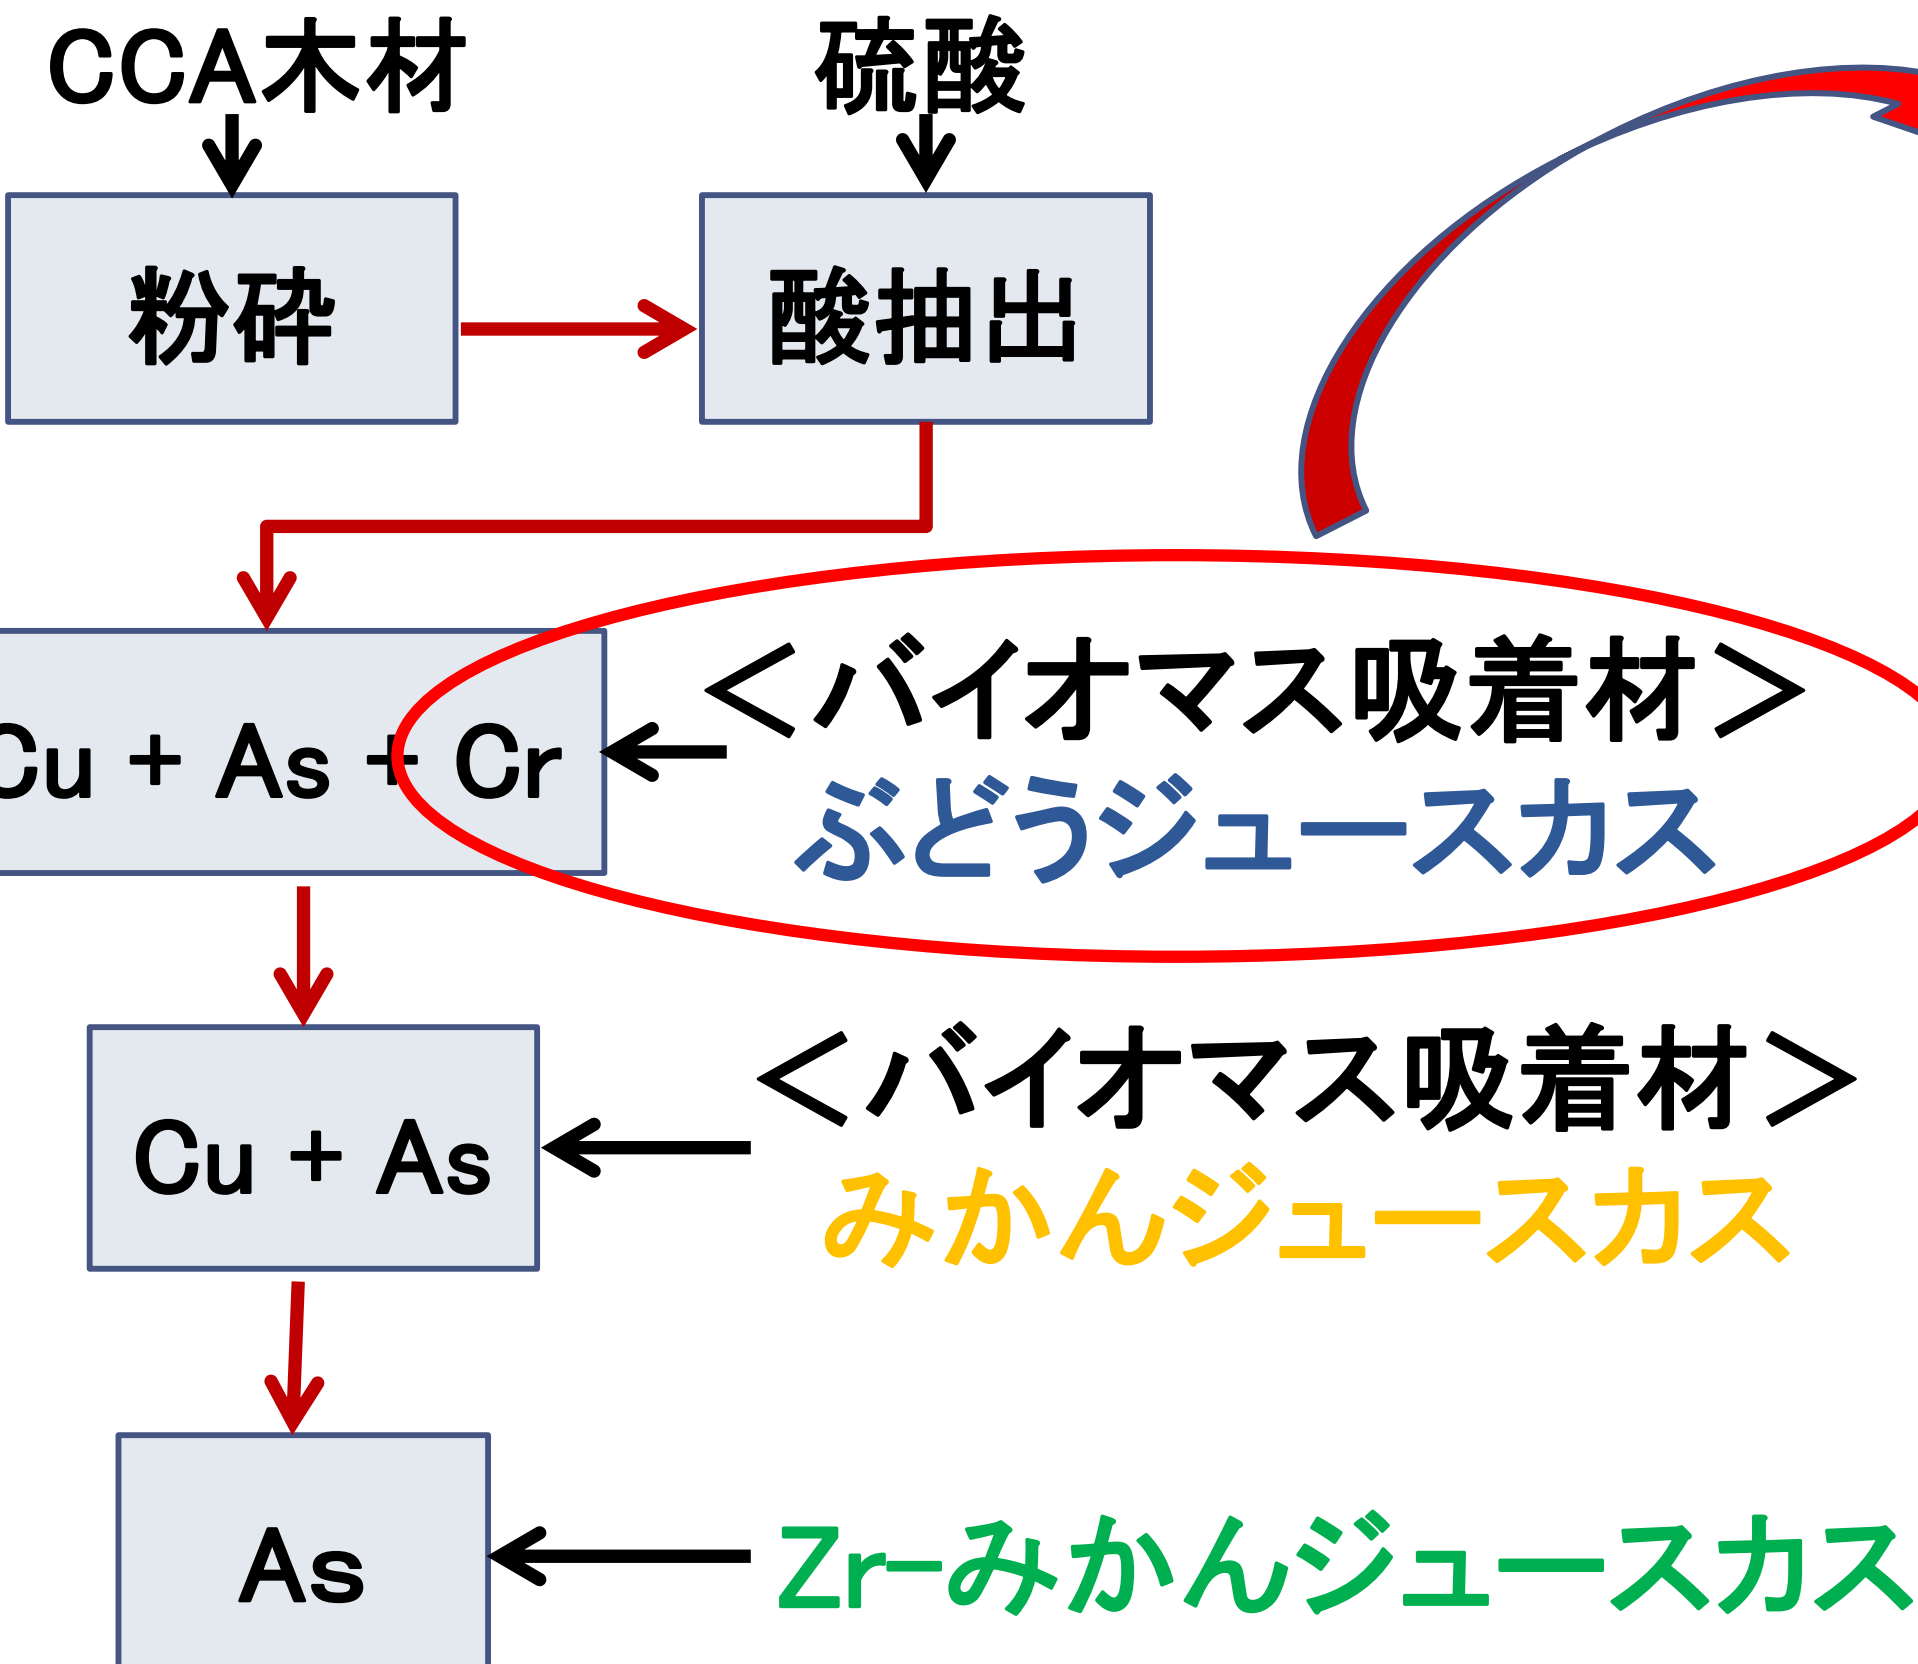 CCA木材
硫酸
粉砕
酸抽出
Cu + As + Cr
＜バイオマス吸着材＞
ぶどうジュースカス
Cu + As
＜バイオマス吸着材＞
みかんジュースカス
As
Zr-みかんジュースカス